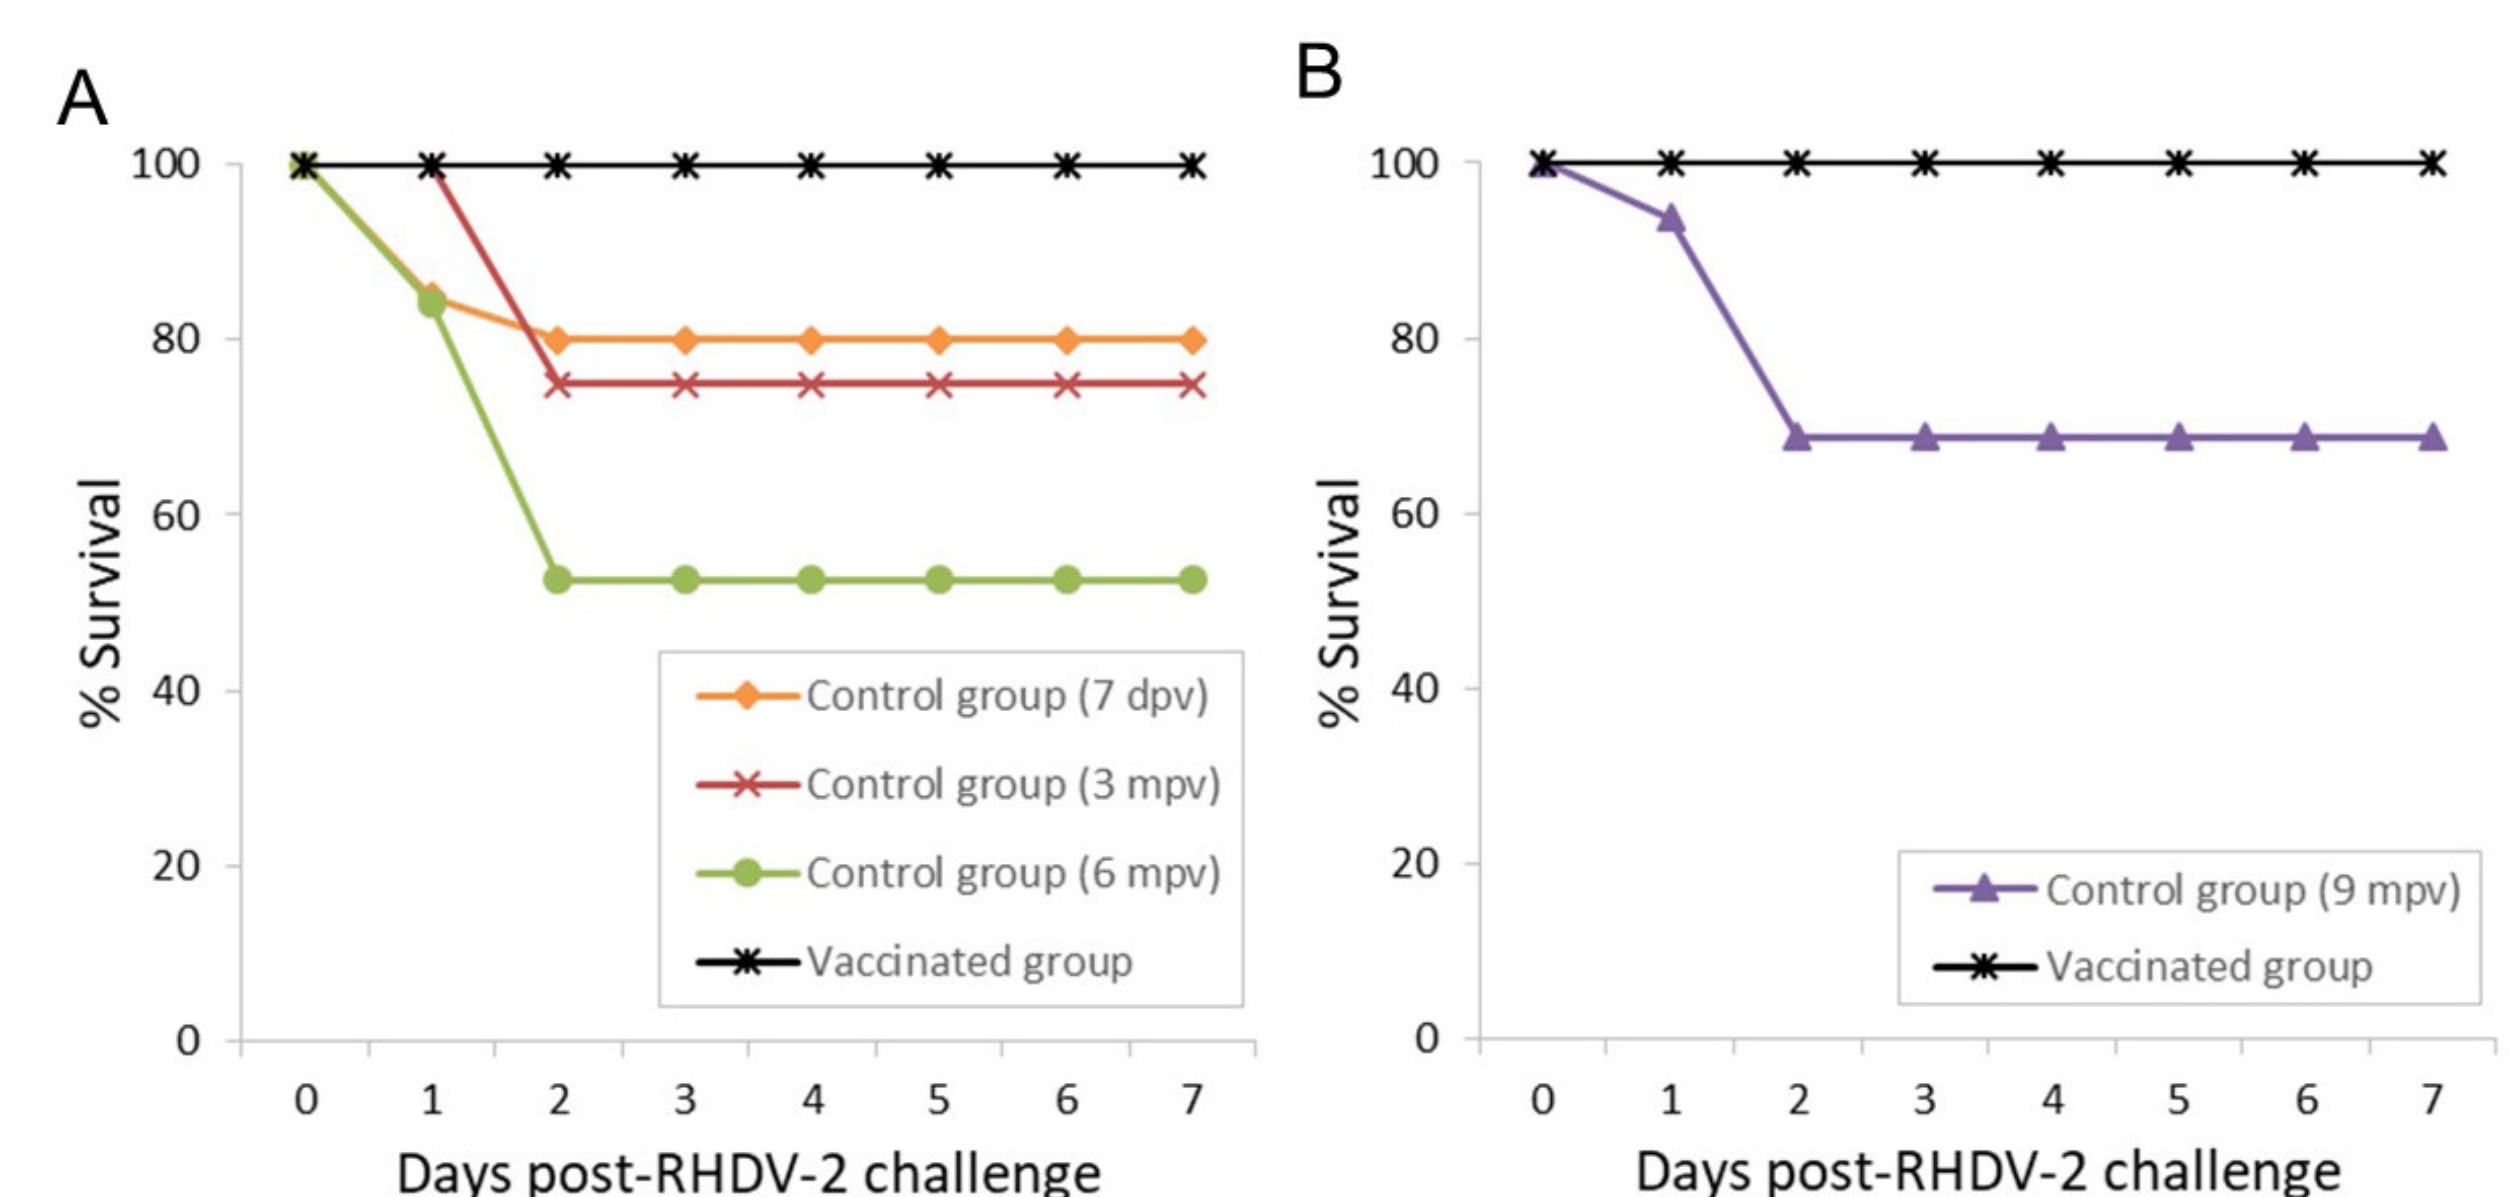 A
100
80
60
40
20
0
% Survival
Control group (7 dpv)
Control group (3 mpv)
Control group (6 mpv)
Vaccinated group
0 1 2 3 4 5 6 7
Days post-RHDV-2 challenge
B
100
80
60
40
20
0
% Survival
Control group (9 mpv)
Vaccinated group
0 1 2 3 4 5 6 7
Days post-RHDV-2 challenge